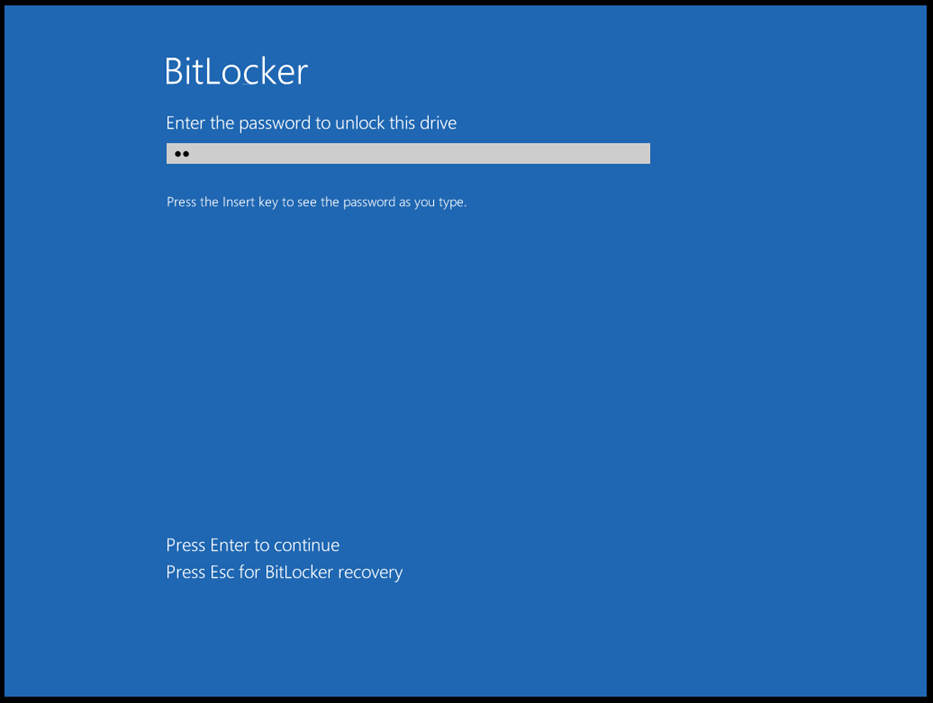 BitLocker
Enter the password to unlock this drive
••
Press the Insert key to see the password as you type.
Press Enter to continue
Press Esc for BitLocker recovery